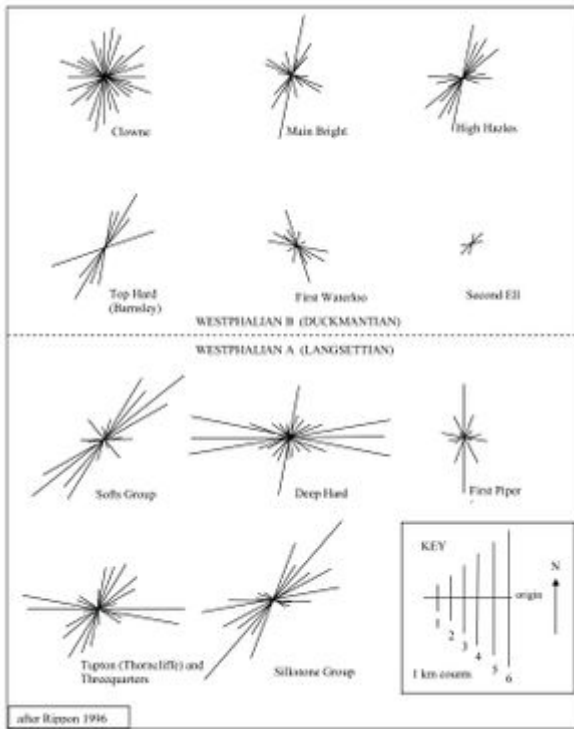 Clowne
Main Bright
High Hazles
Top Hard
(Barnsley)
First Waterloo
Second Ell
WESTPHALIAN B (DUCKMANTIAN)
WESTPHALIAN A (LANGSETTIAN)
Softs Group
Deep Hard
First Piper
Tupton (Thorncliffe) and
Threequarters
Silkstone Group
KEY
N
origin
1
2
3
4
5
6
1 km counts
after Rippon 1996